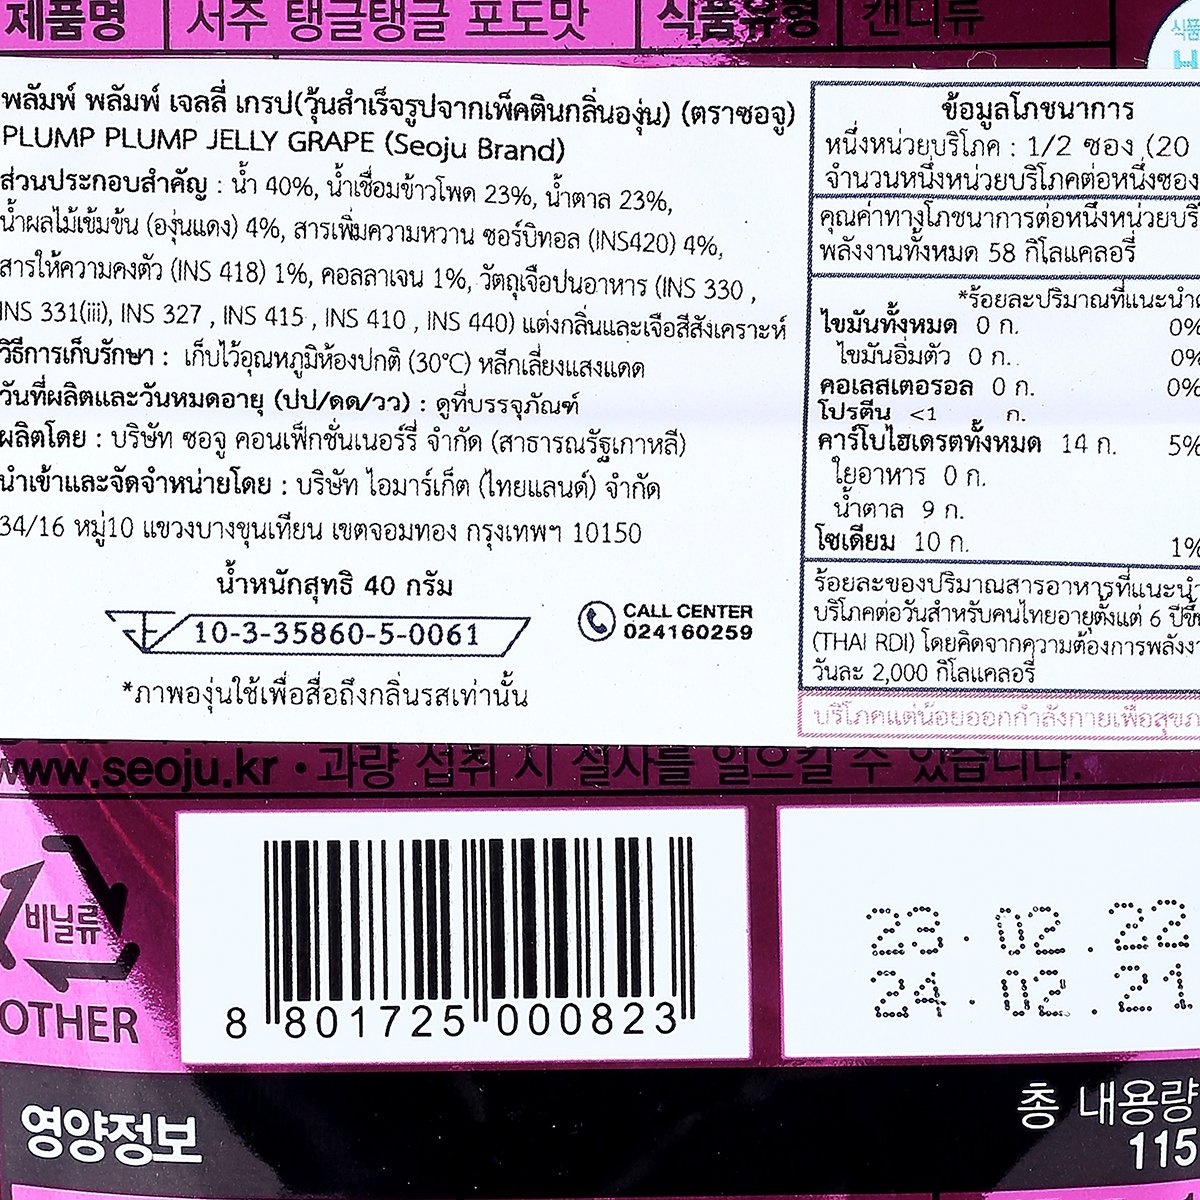 제품명 서주 탱글탱글 포도맛 식품유형 캔디류
พลัมพ์ พลัมพ์ เจลลี่ เกรป(วุ้นสำเร็จรูปจากเพ็คตินกลิ่นองุ่น) (ตราซอจู)
PLUMP PLUMP JELLY GRAPE (Seoju Brand)
ส่วนประกอบสำคัญ : น้ำ 40%, น้ำเชื่อมข้าวโพด 23%, น้ำตาล 23%,
น้ำผลไม้เข้มข้น (องุ่นแดง) 4%, สารเพิ่มความหวาน ซอร์บิทอล (INS420) 4%,
สารให้ความคงตัว (INS 418) 1%, คอลลาเจน 1%, วัตถุเจือปนอาหาร (INS 330 ,
INS 331(iii), INS 327 , INS 415 , INS 410 , INS 440) แต่งกลิ่นและเจือสีสังเคราะห์
วิธีการเก็บรักษา : เก็บไว้อุณหภูมิห้องปกติ (30°C) หลีกเลี่ยงแสงแดด
วันที่ผลิตและวันหมดอายุ (ปป/ดด/วว) : ดูที่บรรจุภัณฑ์
ผลิตโดย : บริษัท ซอจู คอนเฟ็กชั่นเนอร์รี่ จำกัด (สาธารณรัฐเกาหลี)
นำเข้าและจัดจำหน่ายโดย : บริษัท ไอมาร์เก็ต (ไทยแลนด์) จำกัด
34/16 หมู่10 แขวงบางขุนเทียน เขตจอมทอง กรุงเทพฯ 10150
น้ำหนักสุทธิ 40 กรัม
10-3-35860-5-0061
CALL CENTER
024160259
*ภาพองุ่นใช้เพื่อสื่อถึงกลิ่นรสเท่านั้น
ข้อมูลโภชนาการ
หนึ่งหน่วยบริโภค : 1/2 ซอง (20
จำนวนหนึ่งหน่วยบริโภคต่อหนึ่งซอง
คุณค่าทางโภชนาการต่อหนึ่งหน่วยบริ
พลังงานทั้งหมด 58 กิโลแคลอรี่
*ร้อยละปริมาณที่แนะนำ
ไขมันทั้งหมด 0 ก. 0%
ไขมันอิ่มตัว 0 ก. 0%
คอเลสเตอรอล 0 ก. 0%
โปรตีน <1 ก.
คาร์โบไฮเดรตทั้งหมด 14 ก. 5%
ใยอาหาร 0 ก.
น้ำตาล 9 ก.
โซเดียม 10 ก. 1%
ร้อยละของปริมาณสารอาหารที่แนะนำ
บริโภคต่อวันสำหรับคนไทยอายุตั้งแต่ 6 ปีขึ้น
(THAI RDI) โดยคิดจากความต้องการพลังงา
วันละ 2,000 กิโลแคลอรี่
บริโภคแต่น้อยออกกำลังกายเพื่อสุขภ
www.seoju.kr • 과량 섭취 시 설사를 일으킬 수 있습니다.
비닐류
OTHER
8 801725 000823
23.02.22
24.02.21
영양정보
총 내용량
115